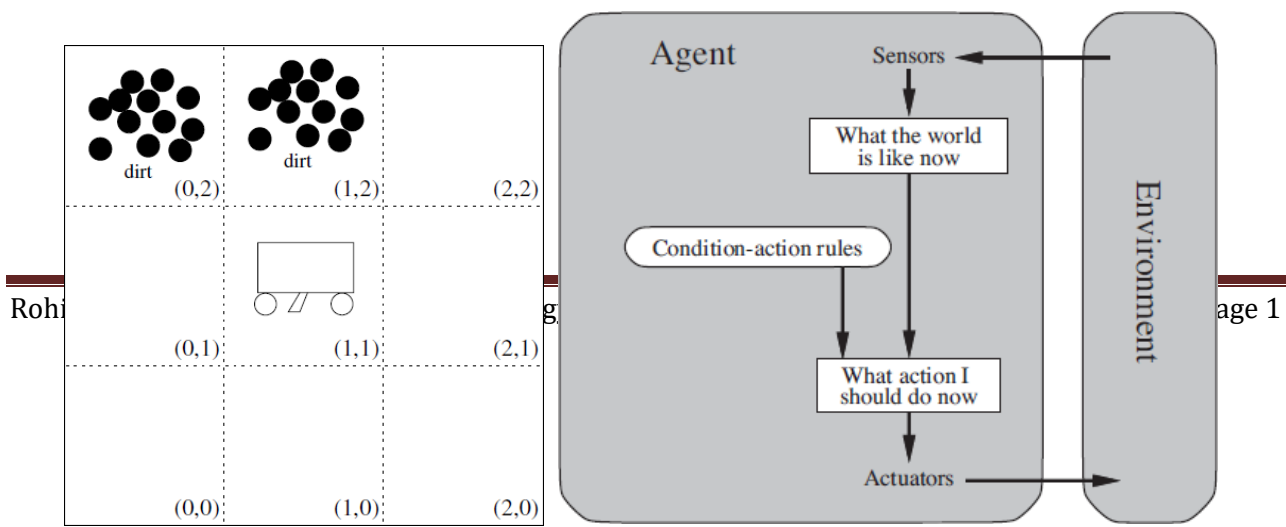 dirt
dirt
(0,2)
(1,2)
(2,2)
(0,1)
(1,1)
(2,1)
(0,0)
(1,0)
(2,0)
Agent
Sensors
What the world
is like now
Condition-action rules
What action I
should do now
Actuators
Environment
1